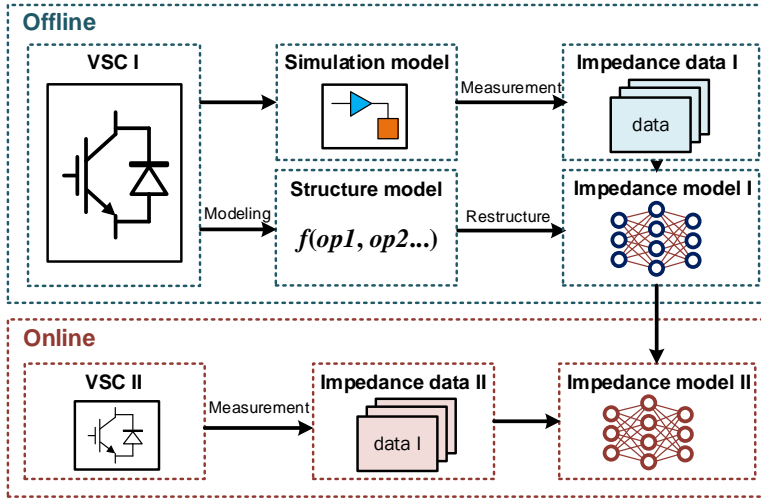 Offline
VSC I
Simulation model
Impedance data I
Measurement
data
Modeling
Structure model
f(op1, op2...)
Restructure
Impedance model I
Online
VSC II
Measurement
Impedance data II
data I
Impedance model II